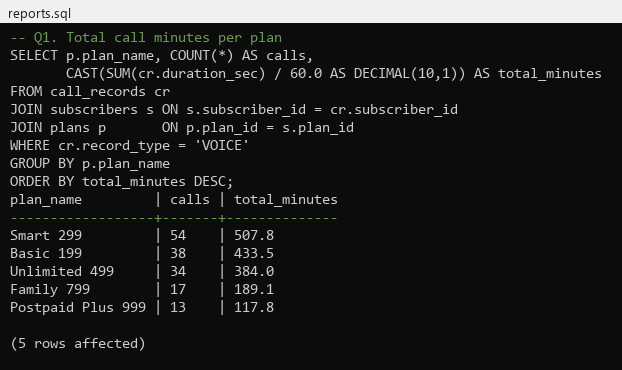 reports.sql
-- Q1. Total call minutes per plan
SELECT p.plan_name, COUNT(*) AS calls,
       CAST(SUM(cr.duration_sec) / 60.0 AS DECIMAL(10,1)) AS total_minutes
FROM call_records cr
JOIN subscribers s ON s.subscriber_id = cr.subscriber_id
JOIN plans p       ON p.plan_id = s.plan_id
WHERE cr.record_type = 'VOICE'
GROUP BY p.plan_name
ORDER BY total_minutes DESC;
plan_name         | calls | total_minutes
------------------+-------+--------------
Smart 299         | 54    | 507.8
Basic 199         | 38    | 433.5
Unlimited 499     | 34    | 384.0
Family 799        | 17    | 189.1
Postpaid Plus 999 | 13    | 117.8
(5 rows affected)